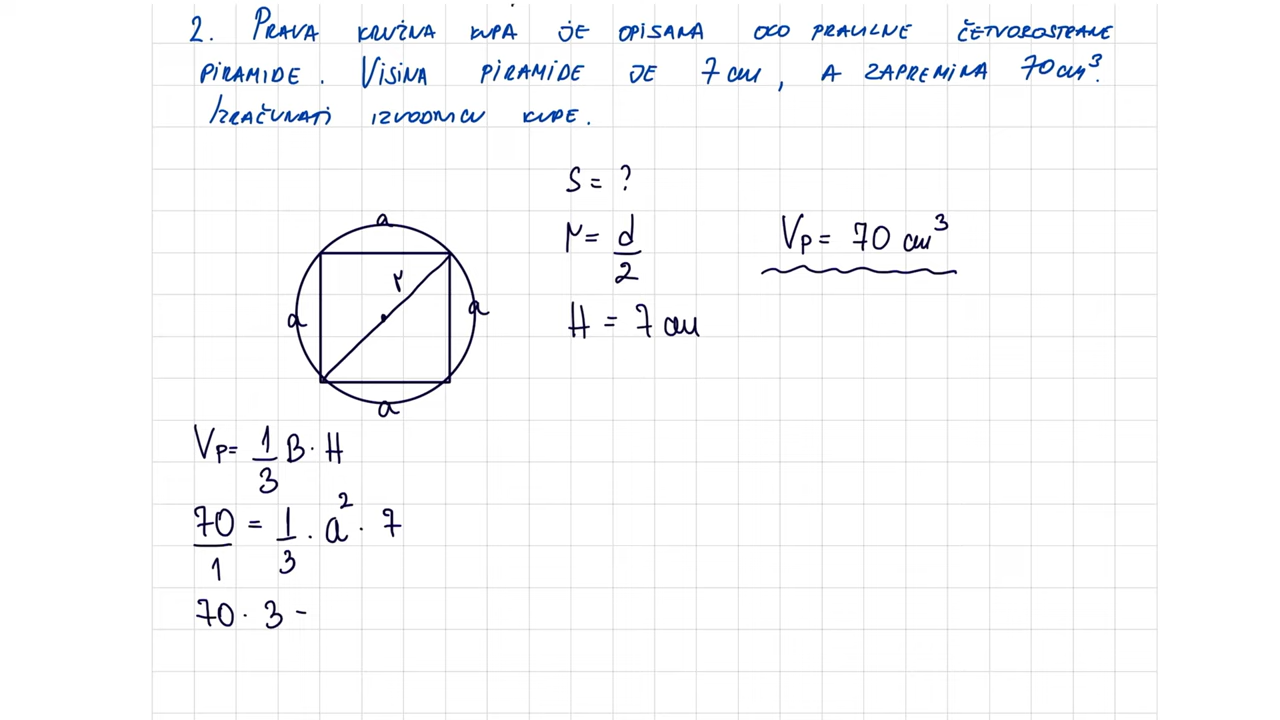 2. PRAVA KRUŽNA KUPA JE OPISANA OKO PRAVILNE ČETVOROSTRANE
PIRAMIDE. VISINA PIRAMIDE JE 7 cm, A ZAPREMINA 70 cm³.
IZRAČUNATI IZVODNICU KUPE.
s = ?
r = d/2
Vp = 70 cm³
H = 7 cm
a
r
a
a
a
Vp = 1/3 B · H
70/1 = 1/3 · a² · 7
70 · 3 -